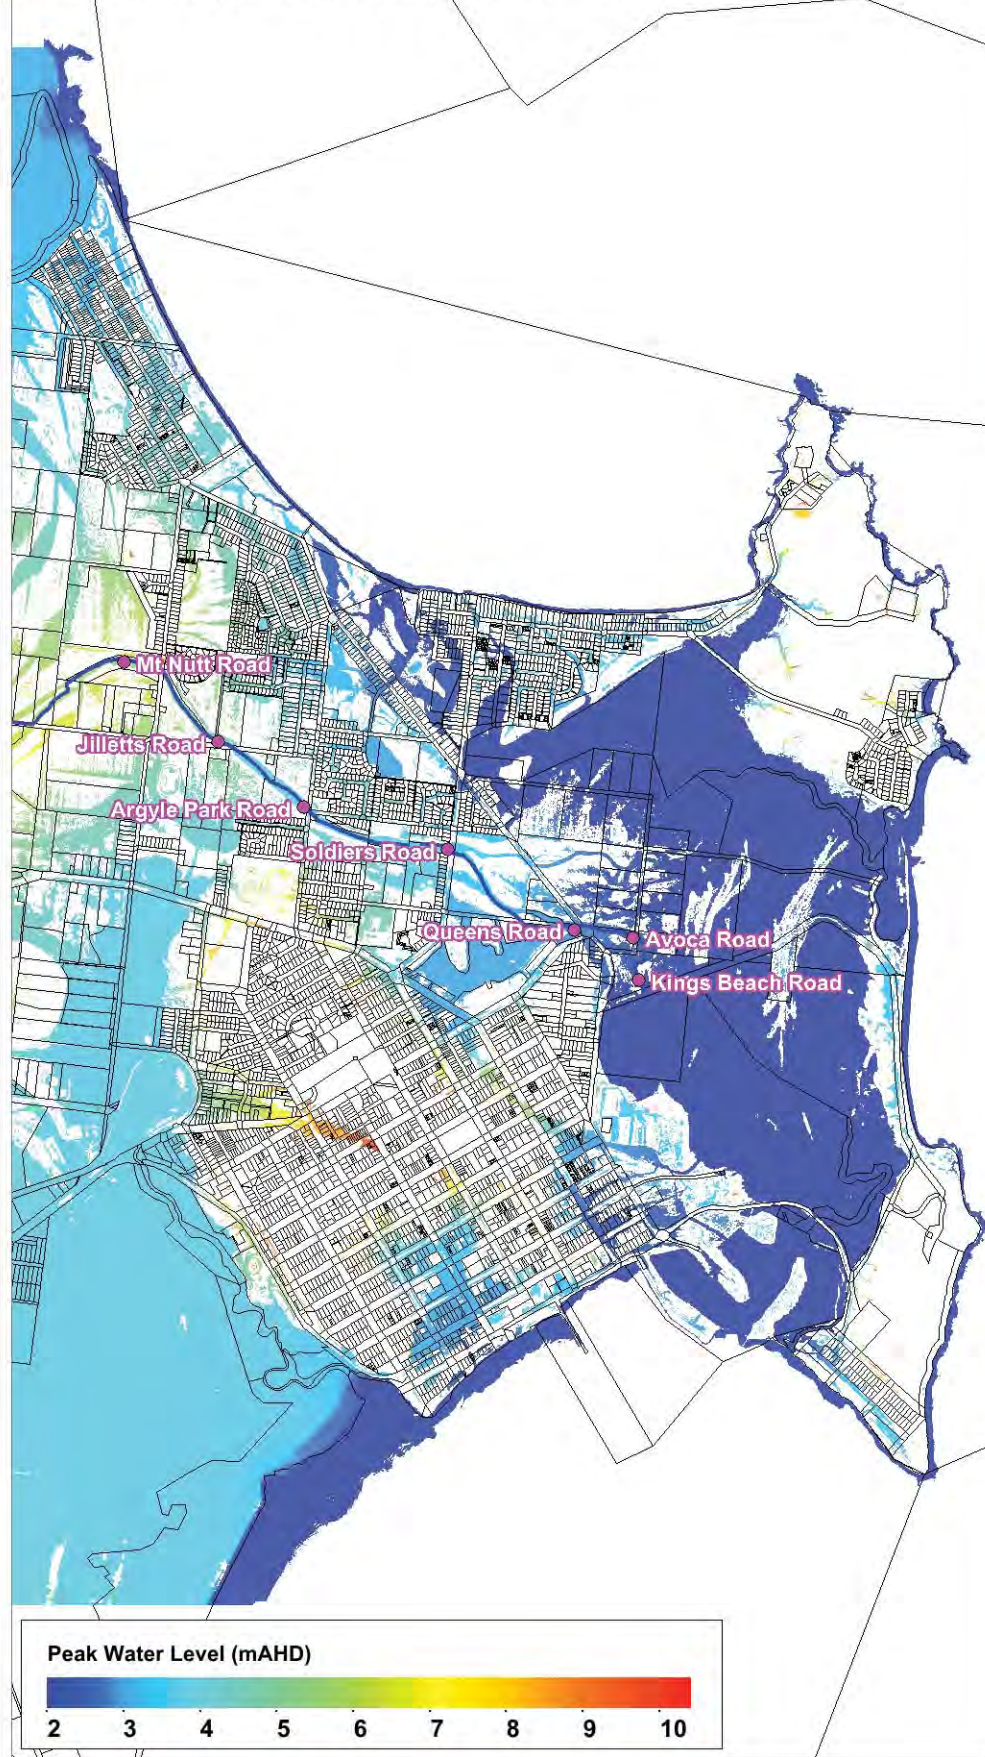 Mt Nutt Road
Jilletts Road
Argyle Park Road
Soldiers Road
Queens Road
Avoca Road
Kings Beach Road
Peak Water Level (mAHD)
2 3 4 5 6 7 8 9 10